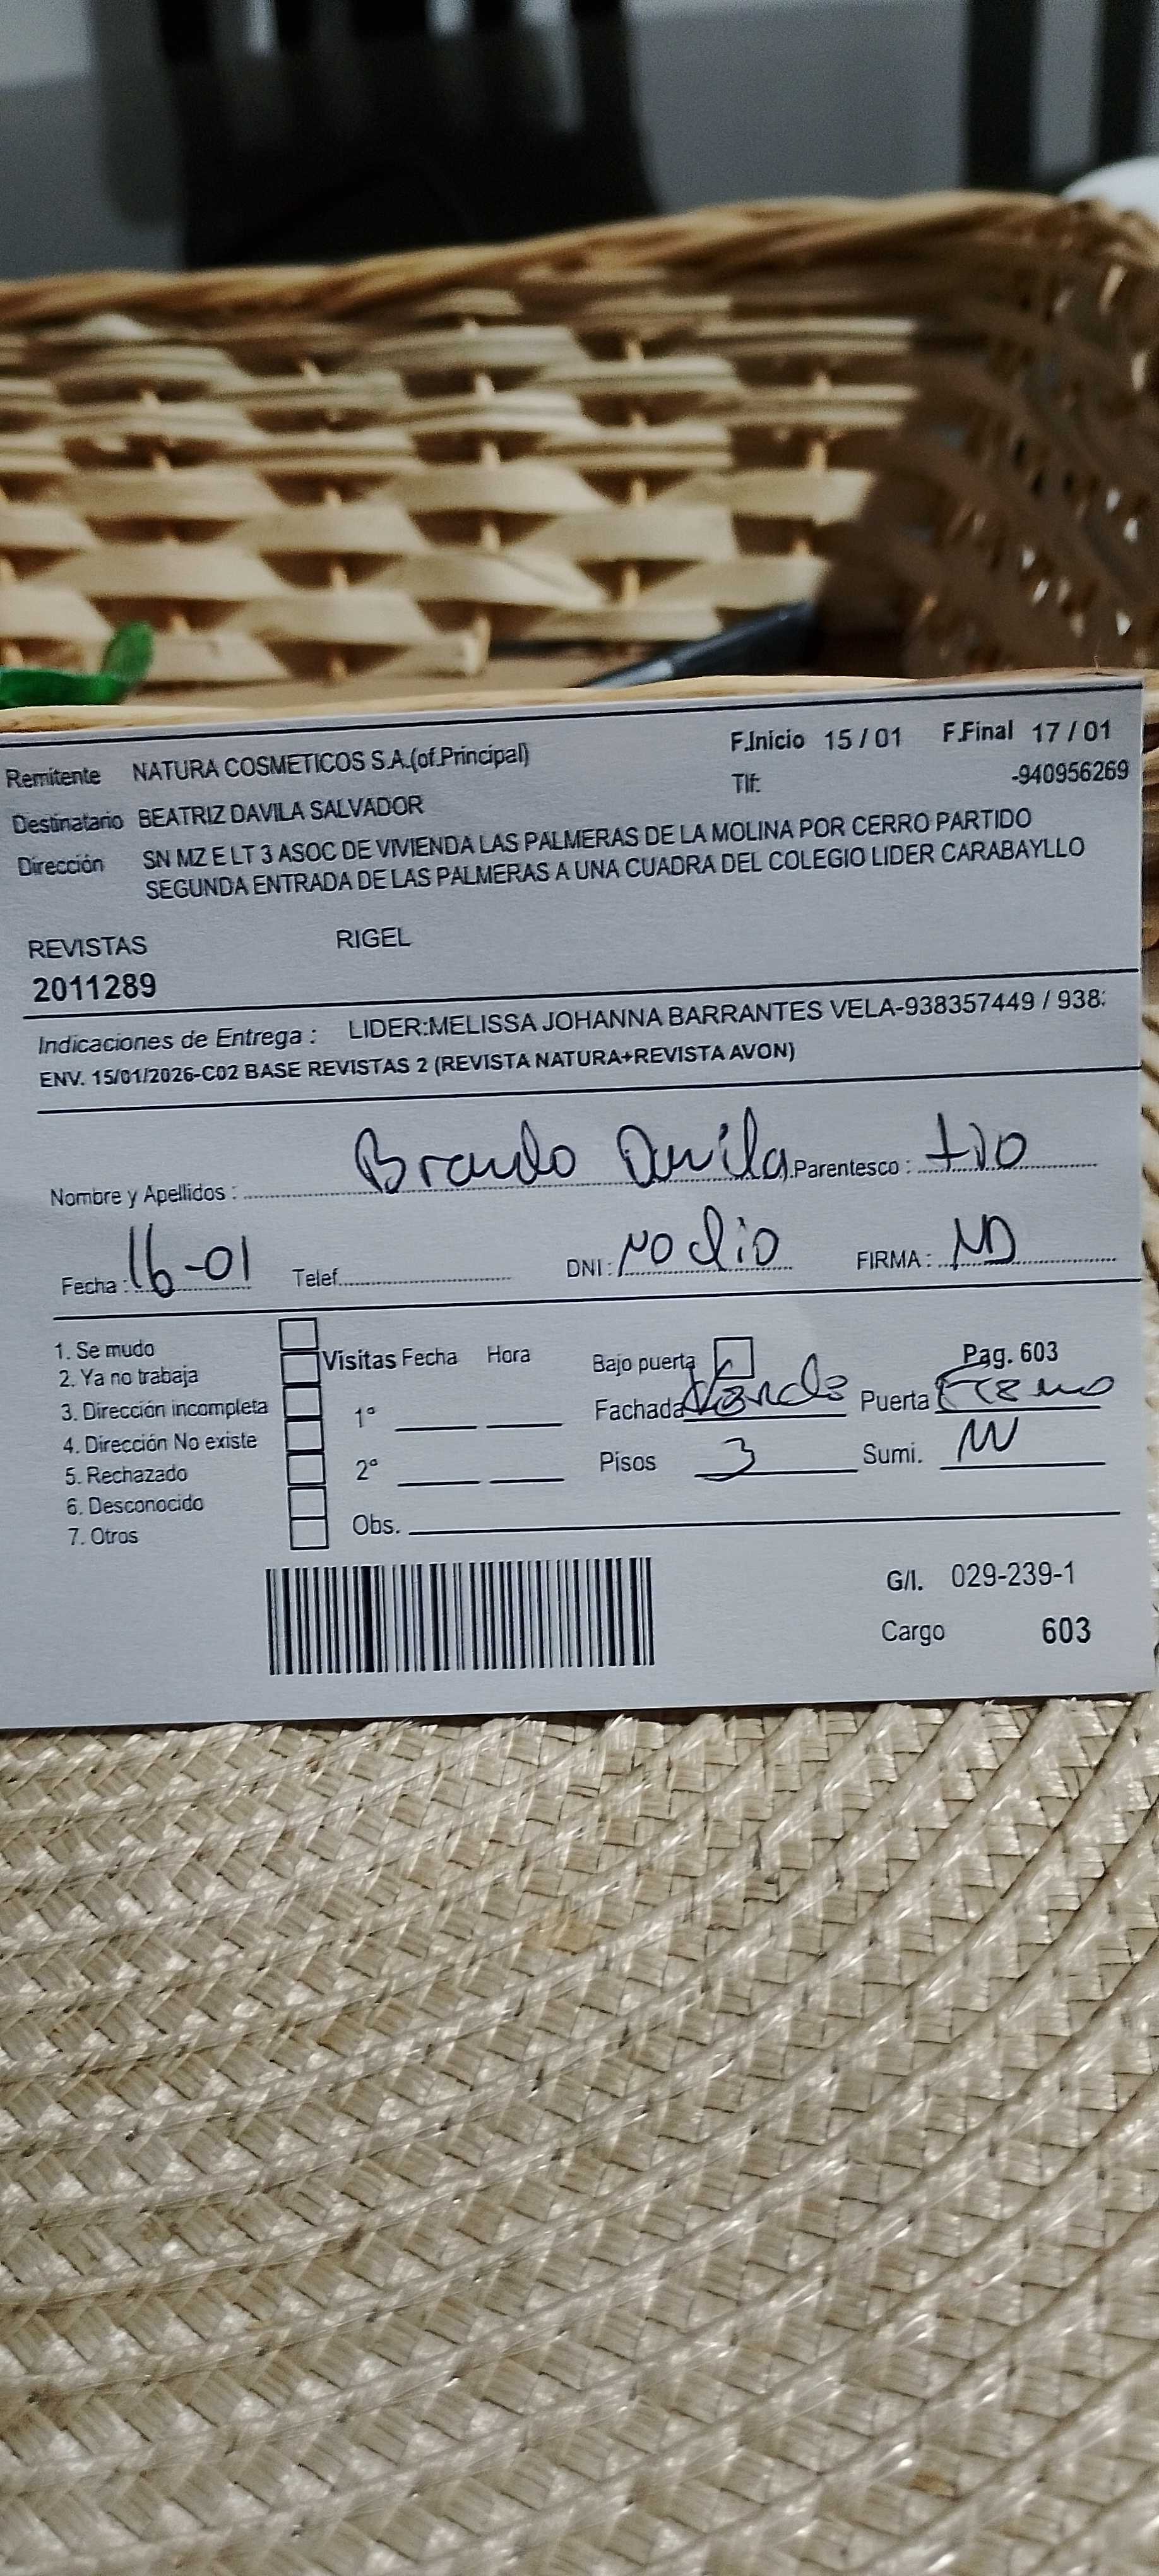 F.Inicio 15 / 01 F.Final 17 / 01
Remitente NATURA COSMETICOS S.A.(of.Principal)
Tlf: -940956269
Destinatario BEATRIZ DAVILA SALVADOR
Dirección SN MZ E LT 3 ASOC DE VIVIENDA LAS PALMERAS DE LA MOLINA POR CERRO PARTIDO
SEGUNDA ENTRADA DE LAS PALMERAS A UNA CUADRA DEL COLEGIO LIDER CARABAYLLO
REVISTAS RIGEL
2011289
Indicaciones de Entrega : LIDER:MELISSA JOHANNA BARRANTES VELA-938357449 / 938:
ENV. 15/01/2026-C02 BASE REVISTAS 2 (REVISTA NATURA+REVISTA AVON)
Nombre y Apellidos : Brando Davila Parentesco : tio
Fecha : 16-01 Telef. DNI : no dio FIRMA : ND
1. Se mudo
2. Ya no trabaja
3. Dirección incompleta
4. Dirección No existe
5. Rechazado
6. Desconocido
7. Otros
Visitas Fecha Hora
1°
2°
Obs.
Bajo puerta Pag. 603
Fachada Puerta
Pisos 3 Sumi.
G/I. 029-239-1
Cargo 603